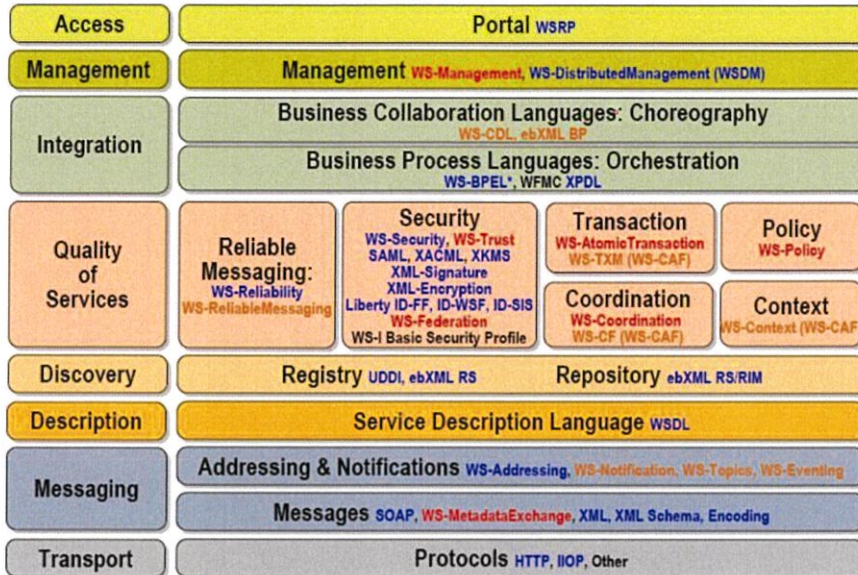 Access
Portal WSRP
Management
Management WS-Management, WS-DistributedManagement (WSDM)
Integration
Business Collaboration Languages: Choreography
WS-CDL, ebXML BP
Business Process Languages: Orchestration
WS-BPEL*, WFMC XPDL
Quality
of
Services
Reliable
Messaging:
WS-Reliability
WS-ReliableMessaging
Security
WS-Security, WS-Trust
SAML, XACML, XKMS
XML-Signature
XML-Encryption
Liberty ID-FF, ID-WSF, ID-SIS
WS-Federation
WS-I Basic Security Profile
Transaction
WS-AtomicTransaction
WS-TXM (WS-CAF)
Policy
WS-Policy
Coordination
WS-Coordination
WS-CF (WS-CAF)
Context
WS-Context (WS-CAF)
Discovery
Registry UDDI, ebXML RS
Repository ebXML RS/RIM
Description
Service Description Language WSDL
Messaging
Addressing & Notifications WS-Addressing, WS-Notification, WS-Topics, WS-Eventing
Messages SOAP, WS-MetadataExchange, XML, XML Schema, Encoding
Transport
Protocols HTTP, IIOP, Other